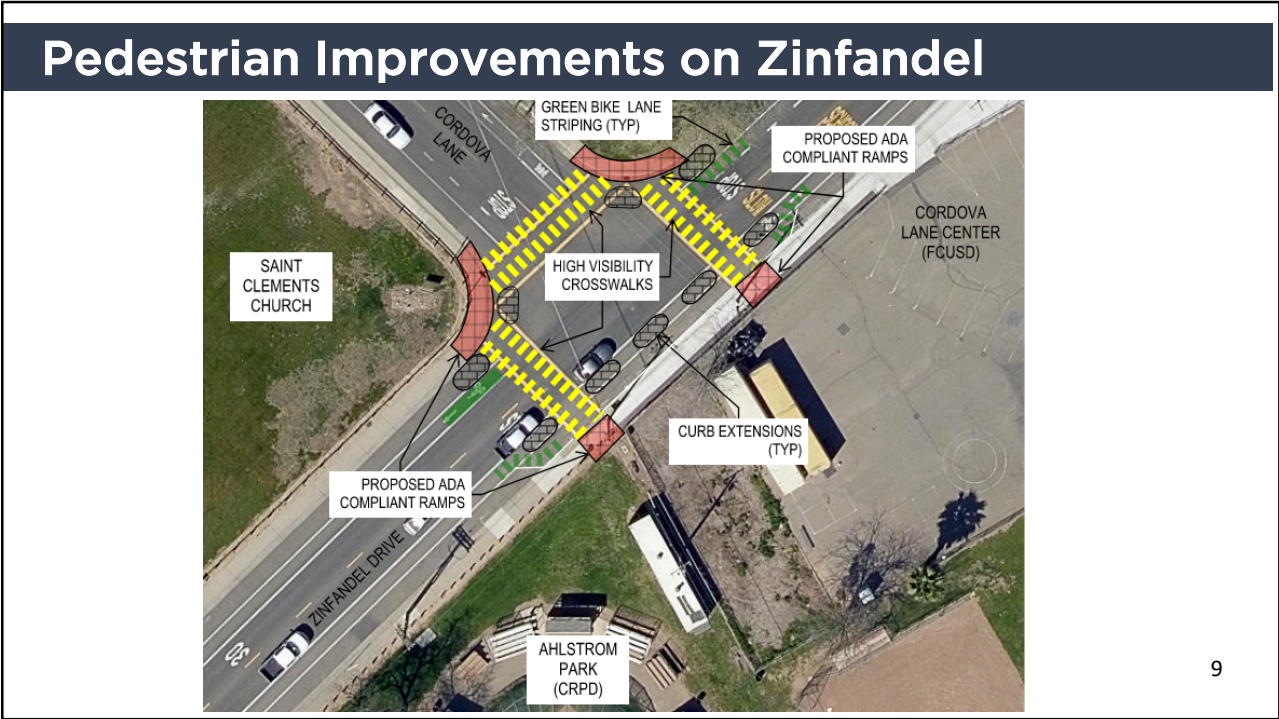 Pedestrian Improvements on Zinfandel
GREEN BIKE LANE
STRIPING (TYP)
CORDOVA
LANE
PROPOSED ADA
COMPLIANT RAMPS
STOP
STOP
CORDOVA
LANE CENTER
(FCUSD)
SAINT
CLEMENTS
CHURCH
HIGH VISIBILITY
CROSSWALKS
CURB EXTENSIONS
(TYP)
PROPOSED ADA
COMPLIANT RAMPS
ZINFANDEL DRIVE
AHLSTROM
PARK
(CRPD)
9